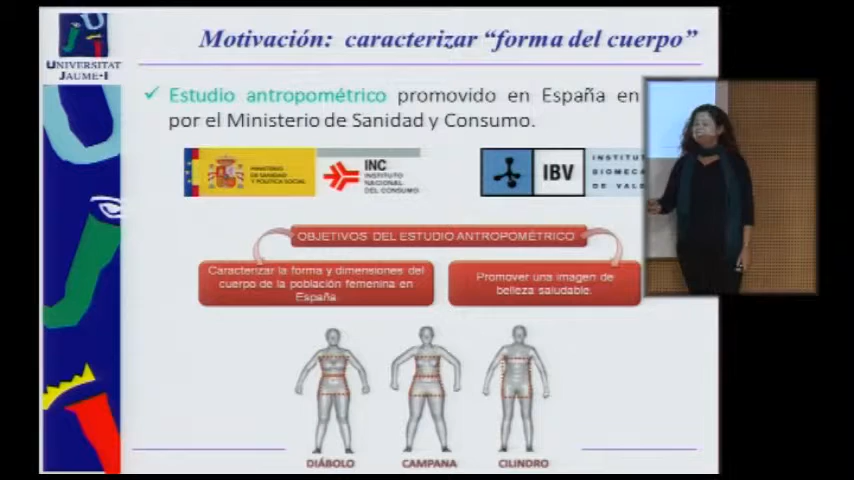 UNIVERSITAT
JAUME·I
Motivación: caracterizar “forma del cuerpo”
✓ Estudio antropométrico promovido en España en
por el Ministerio de Sanidad y Consumo.
MINISTERIO
DE SANIDAD
Y POLÍTICA SOCIAL
INC
INSTITUTO
NACIONAL
DEL CONSUMO
IBV
INSTITUT
BIOMECA
DE VAL
OBJETIVOS DEL ESTUDIO ANTROPOMÉTRICO
Caracterizar la forma y dimensiones del
cuerpo de la población femenina en
España.
Promover una imagen de
belleza saludable.
DIÁBOLO
CAMPANA
CILINDRO